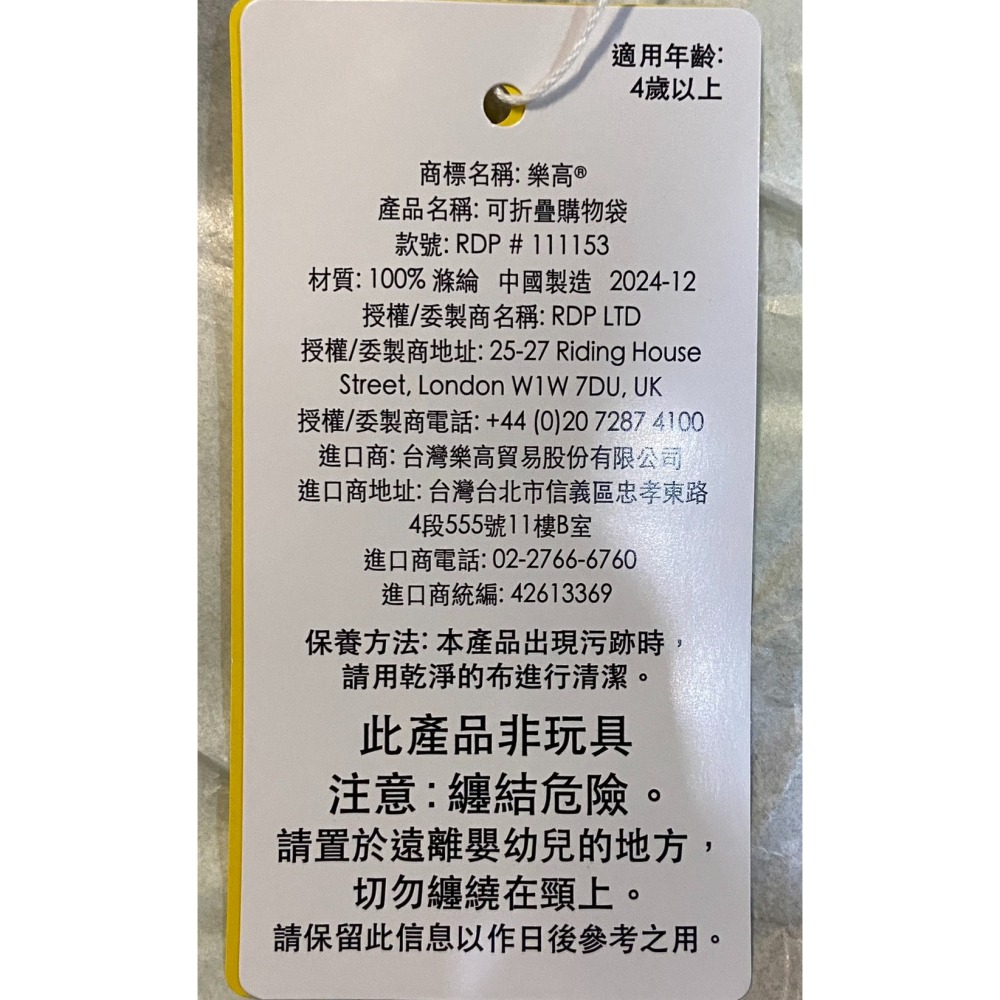 適用年齡:
4歲以上
商標名稱: 樂高®
產品名稱: 可折疊購物袋
款號: RDP # 111153
材質: 100% 滌綸 中國製造 2024-12
授權/委製商名稱: RDP LTD
授權/委製商地址: 25-27 Riding House
Street, London W1W 7DU, UK
授權/委製商電話: +44 (0)20 7287 4100
進口商: 台灣樂高貿易股份有限公司
進口商地址: 台灣台北市信義區忠孝東路
4段555號11樓B室
進口商電話: 02-2766-6760
進口商統編: 42613369
保養方法: 本產品出現污跡時，
請用乾淨的布進行清潔。
此產品非玩具
注意：纏結危險。
請置於遠離嬰幼兒的地方，
切勿纏繞在頸上。
請保留此信息以作日後參考之用。